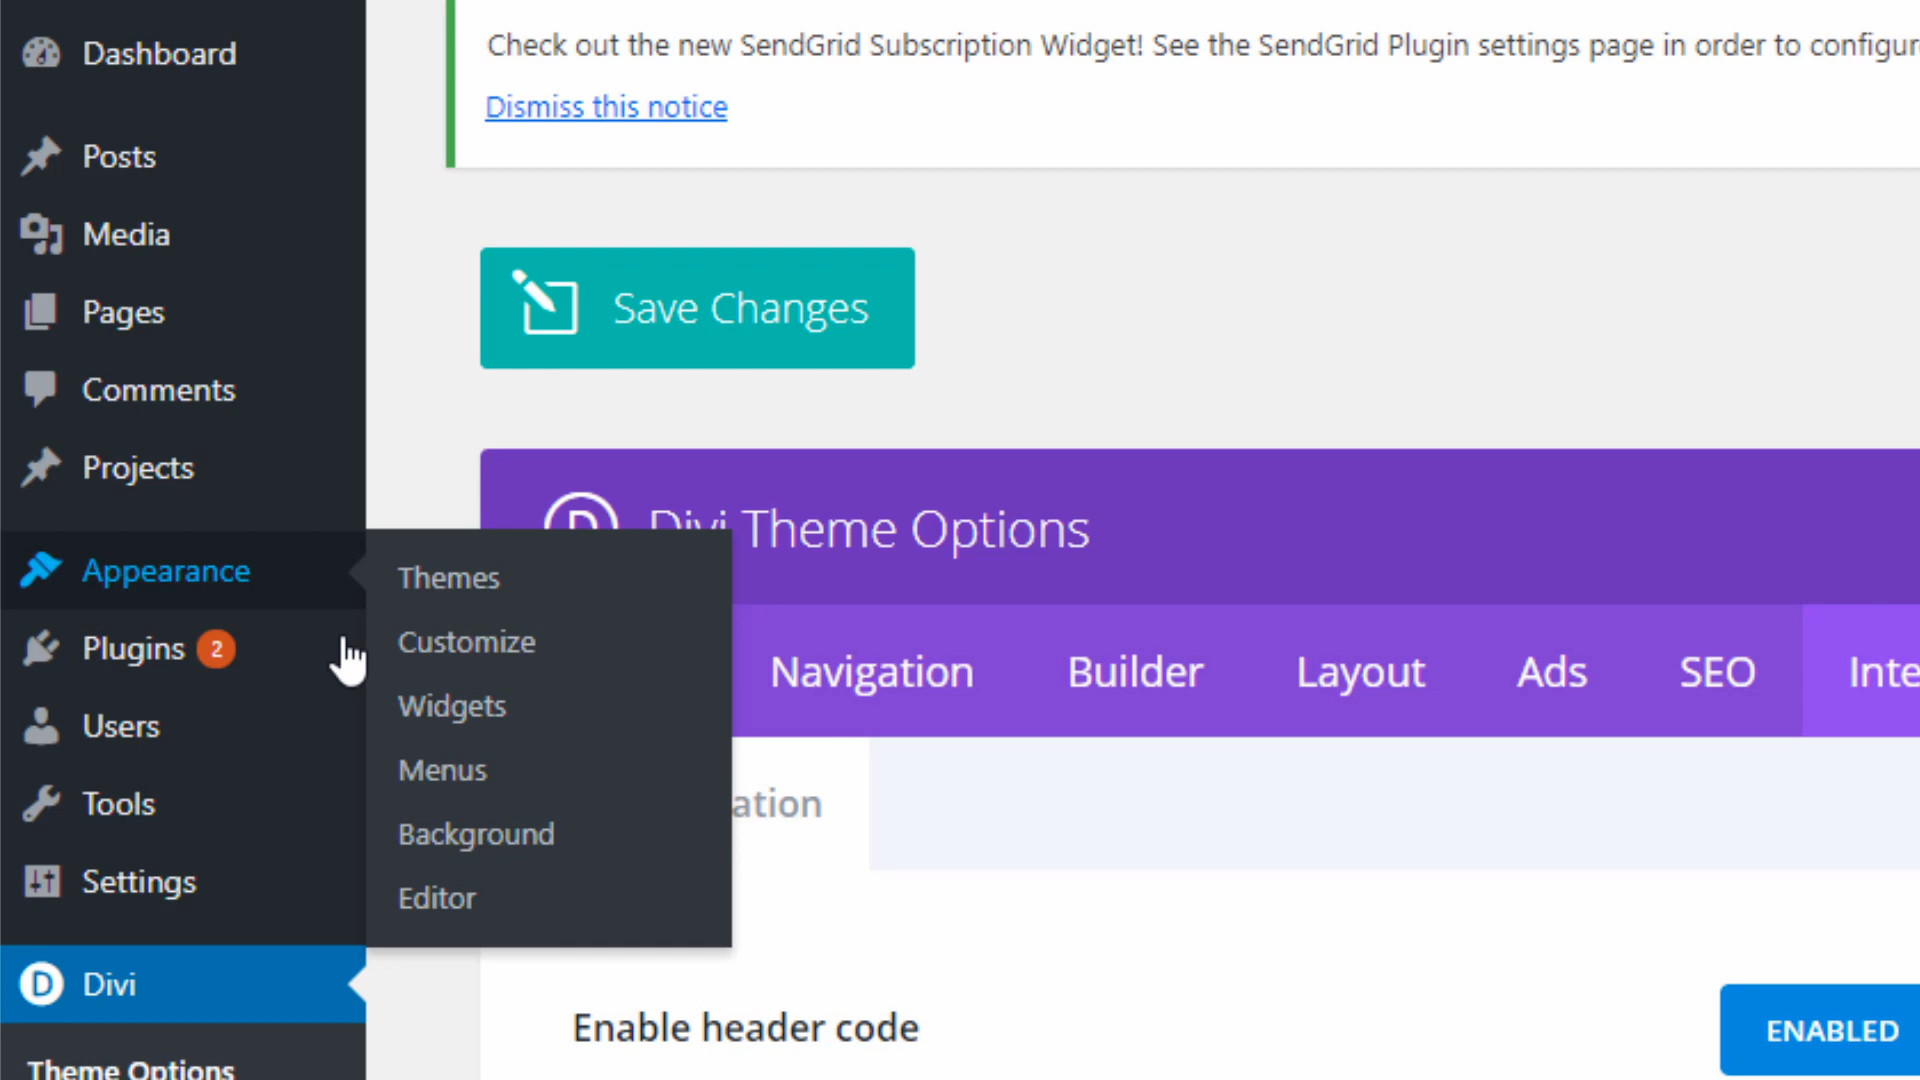 Dashboard
Posts
Media
Pages
Comments
Projects
Appearance
Plugins 2
Users
Tools
Settings
Divi
Theme Options
Themes
Customize
Widgets
Menus
Background
Editor
Check out the new SendGrid Subscription Widget! See the SendGrid Plugin settings page in order to configur
Dismiss this notice
Save Changes
D Divi Theme Options
Navigation Builder Layout Ads SEO Inte
ation
Enable header code
ENABLED